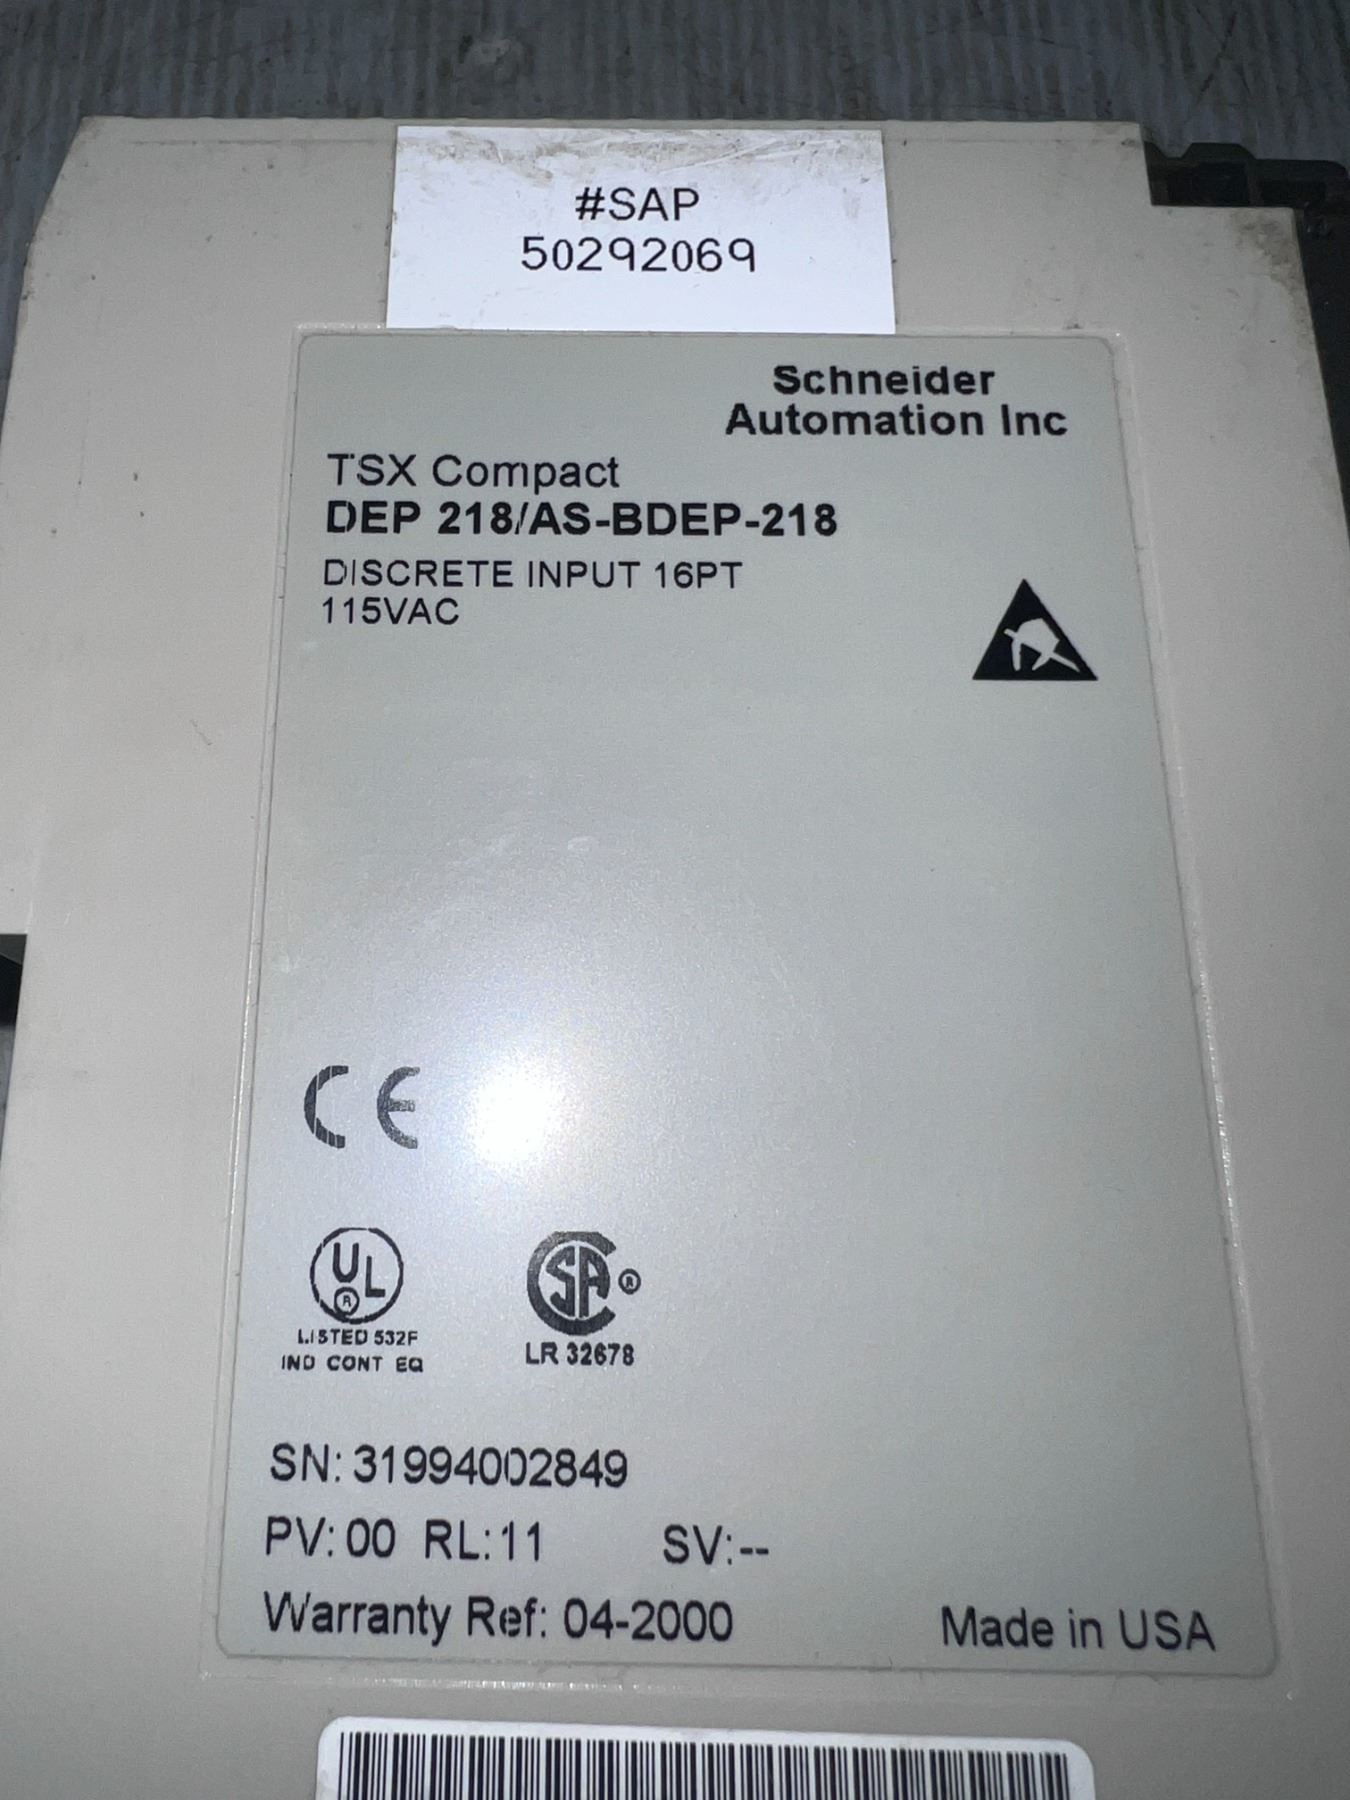 #SAP
50292069
Schneider
Automation Inc
TSX Compact
DEP 218/AS-BDEP-218
DISCRETE INPUT 16PT
115VAC
CE
UL
®
LISTED 532F
IND CONT EQ
CSA ®
LR 32678
SN: 31994002849
PV: 00 RL: 11 SV: --
Warranty Ref: 04-2000
Made in USA